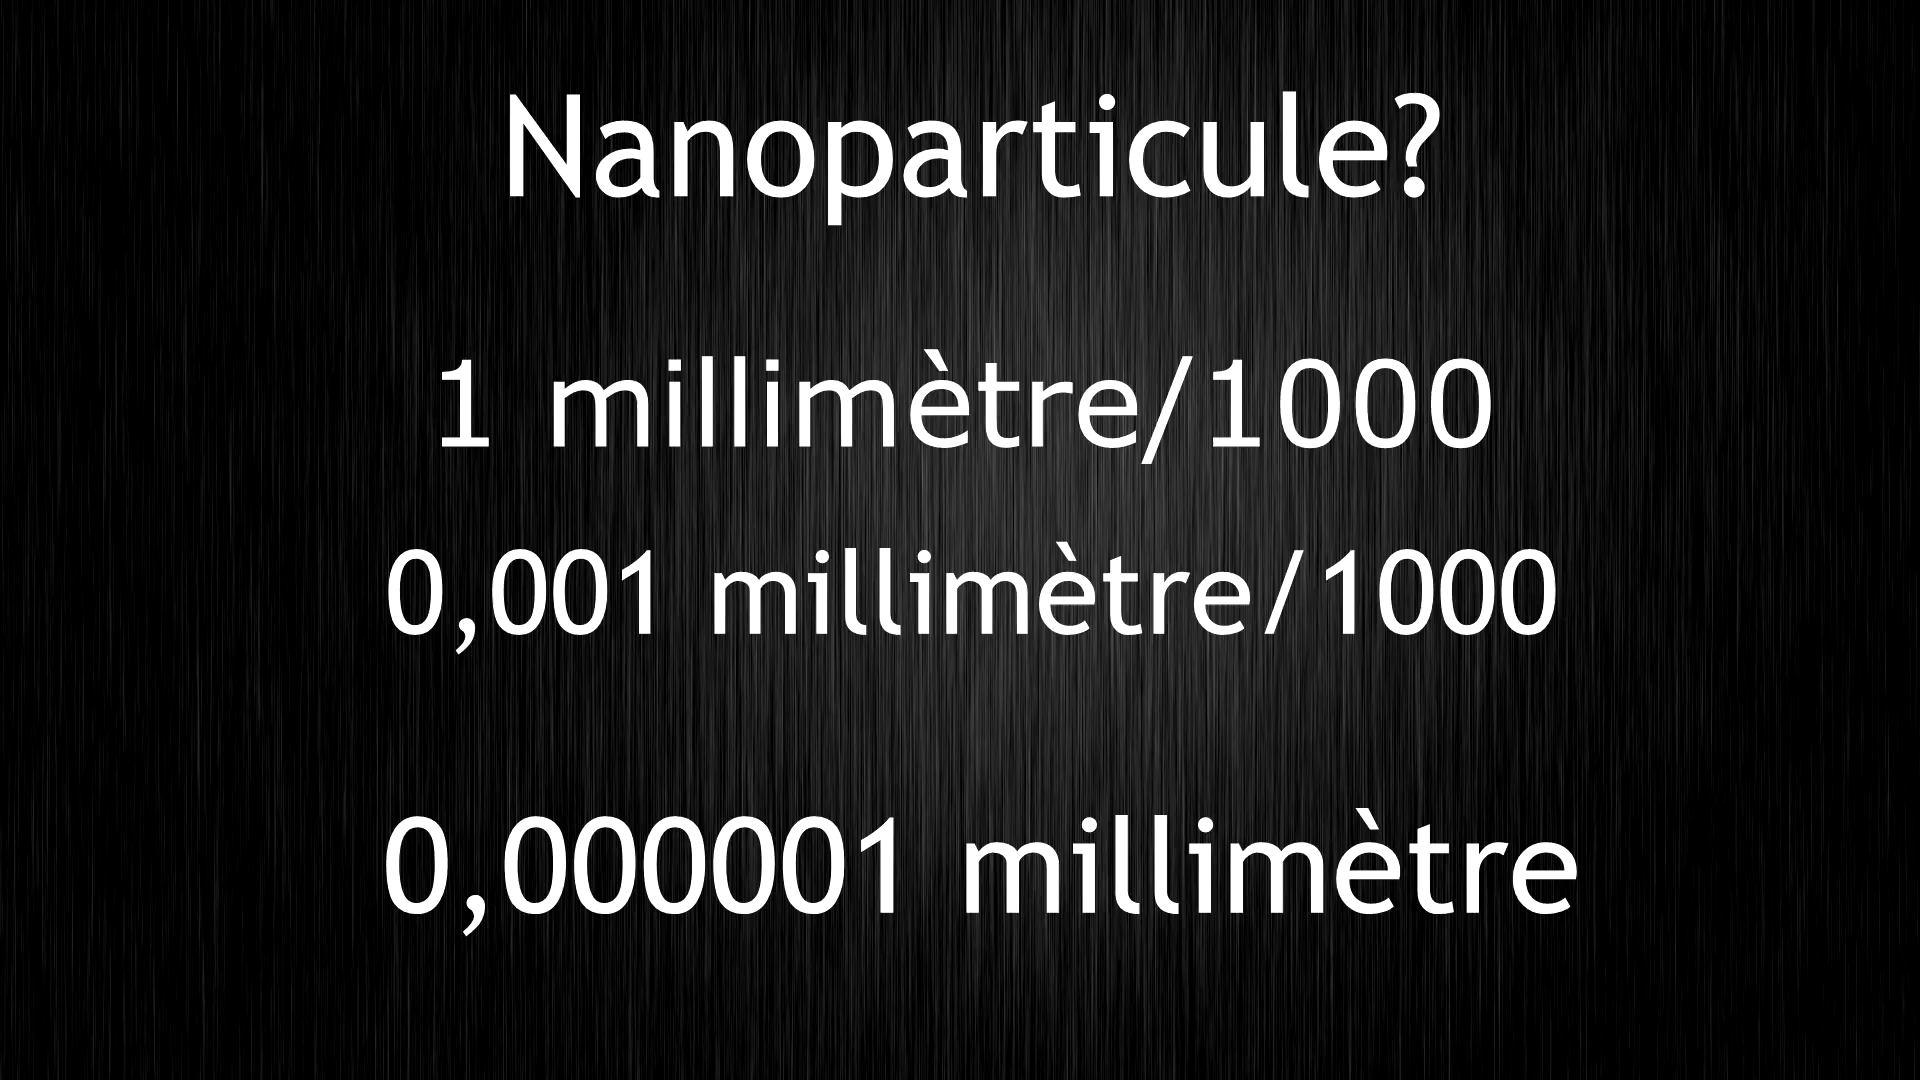 Nanoparticule?
1 millimètre/1000
0,001 millimètre/1000
0,000001 millimètre